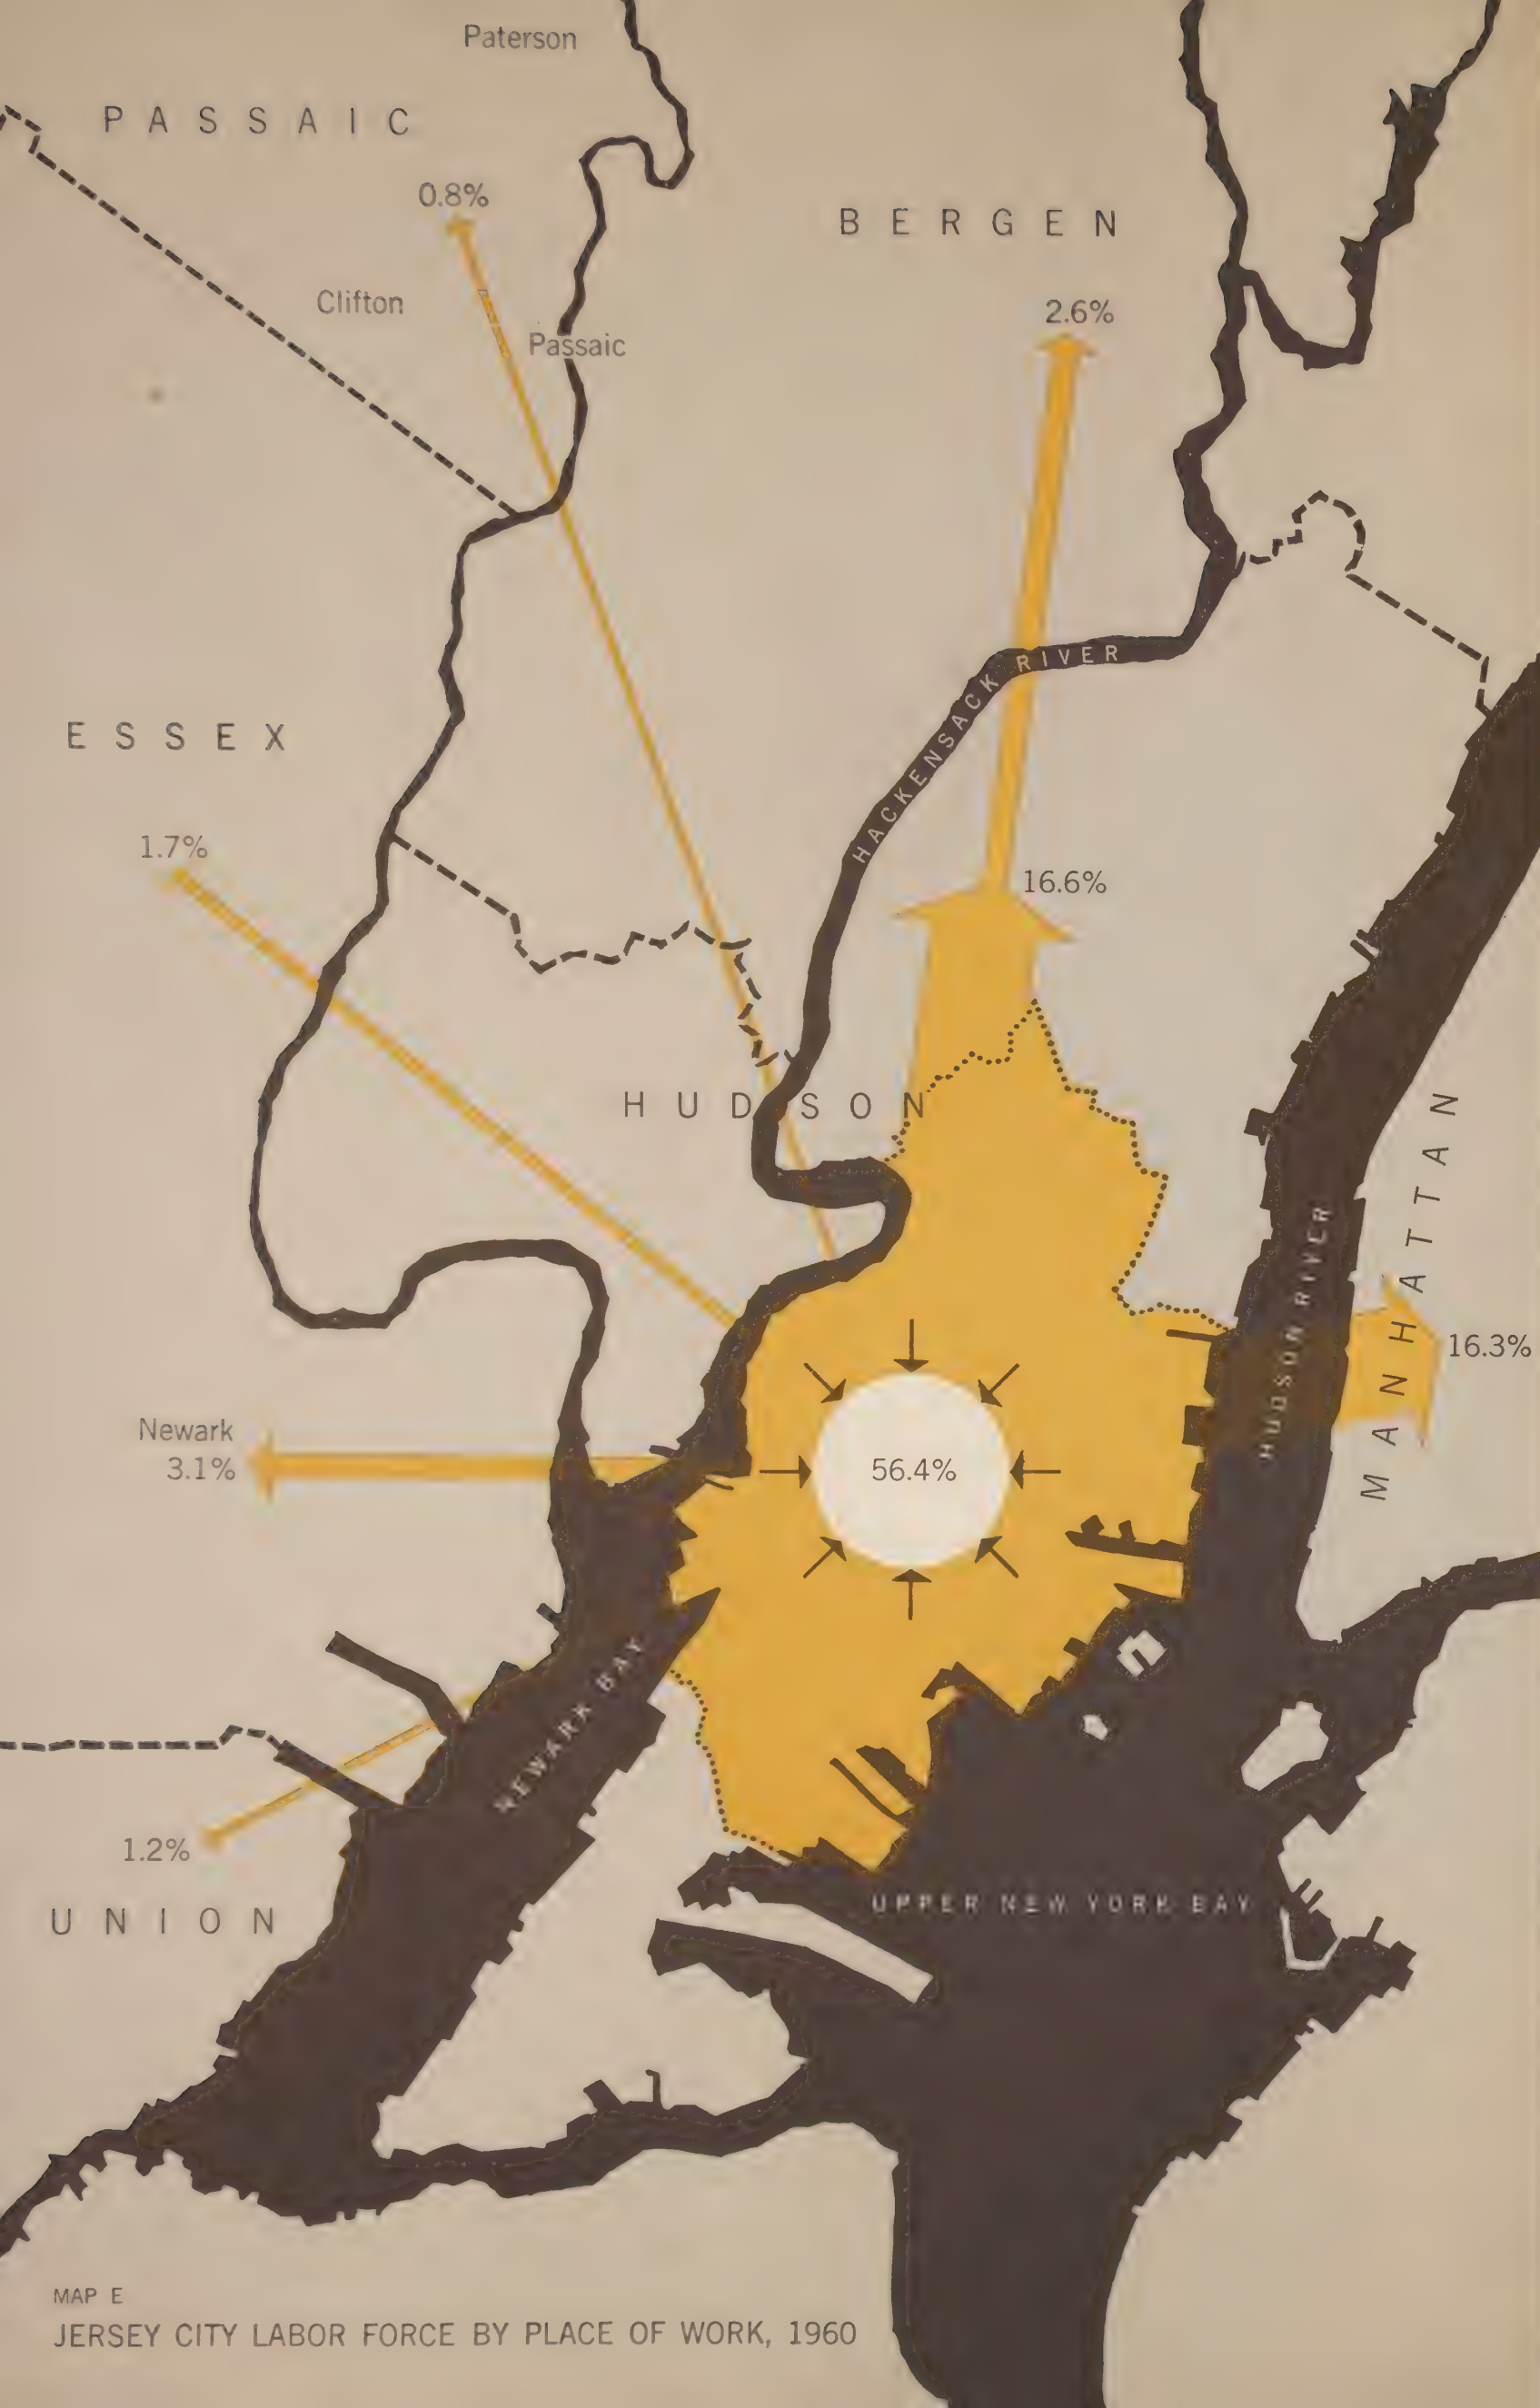 Paterson
PASSAIC
0.8%
BERGEN
Clifton
2.6%
Passaic
HACKENSACK RIVER
ESSEX
1.7%
16.6%
HUDSON
MANHATTAN
HUDSON RIVER
16.3%
Newark
3.1%
56.4%
NEWARK BAY
1.2%
UPPER NEW YORK BAY
UNION
MAP E
JERSEY CITY LABOR FORCE BY PLACE OF WORK, 1960